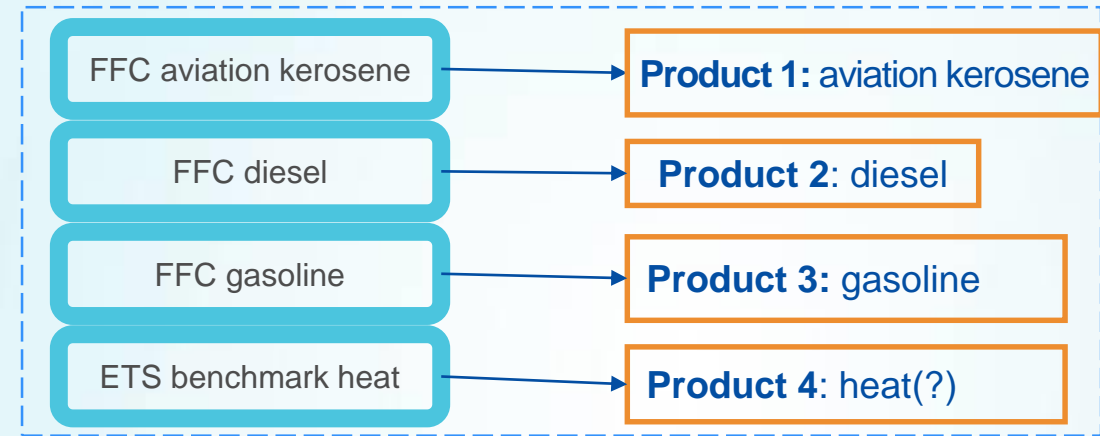 FFC aviation kerosene
Product 1: aviation kerosene
FFC diesel
Product 2: diesel
FFC gasoline
Product 3: gasoline
ETS benchmark heat
Product 4: heat(?)